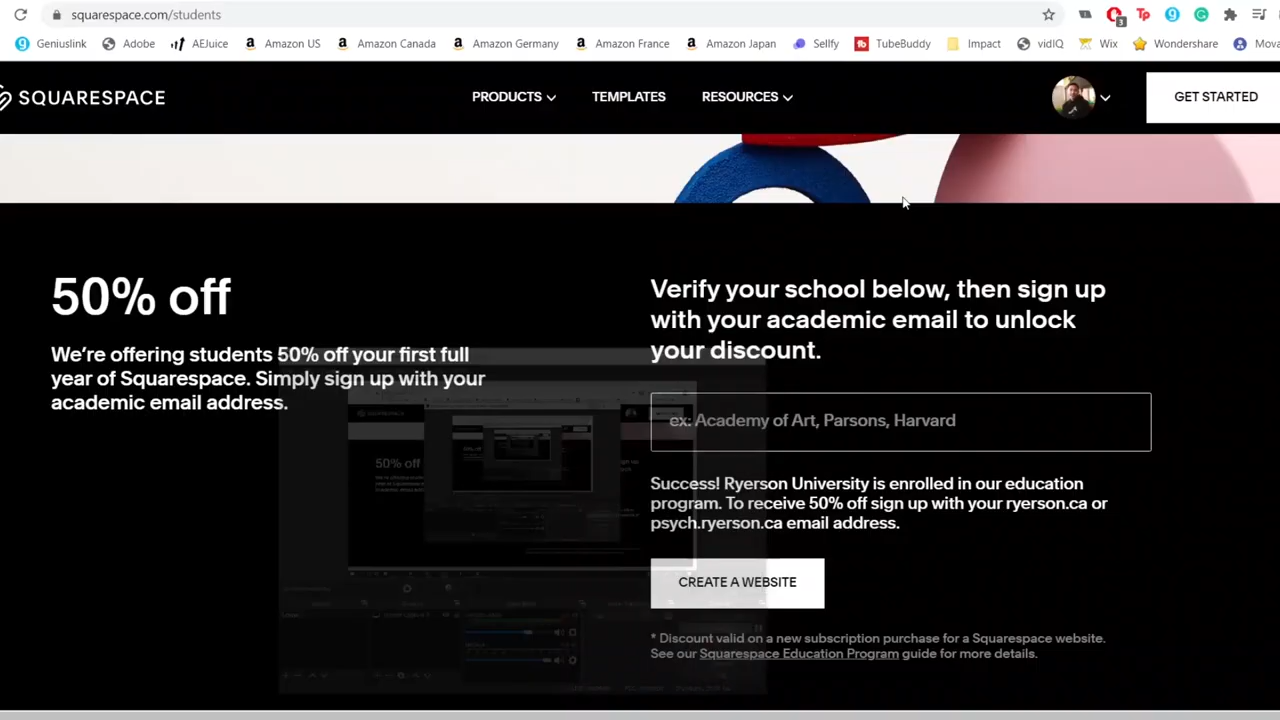 squarespace.com/students
3
Geniuslink Adobe AEJuice Amazon US Amazon Canada Amazon Germany Amazon France Amazon Japan Sellfy TubeBuddy Impact vidIQ Wix Wondershare Mova
SQUARESPACE PRODUCTS TEMPLATES RESOURCES GET STARTED
50% off
We're offering students 50% off your first full
year of Squarespace. Simply sign up with your
academic email address.
Verify your school below, then sign up
with your academic email to unlock
your discount.
ex: Academy of Art, Parsons, Harvard
Success! Ryerson University is enrolled in our education
program. To receive 50% off sign up with your ryerson.ca or
psych.ryerson.ca email address.
CREATE A WEBSITE
* Discount valid on a new subscription purchase for a Squarespace website.
See our Squarespace Education Program guide for more details.
50% off